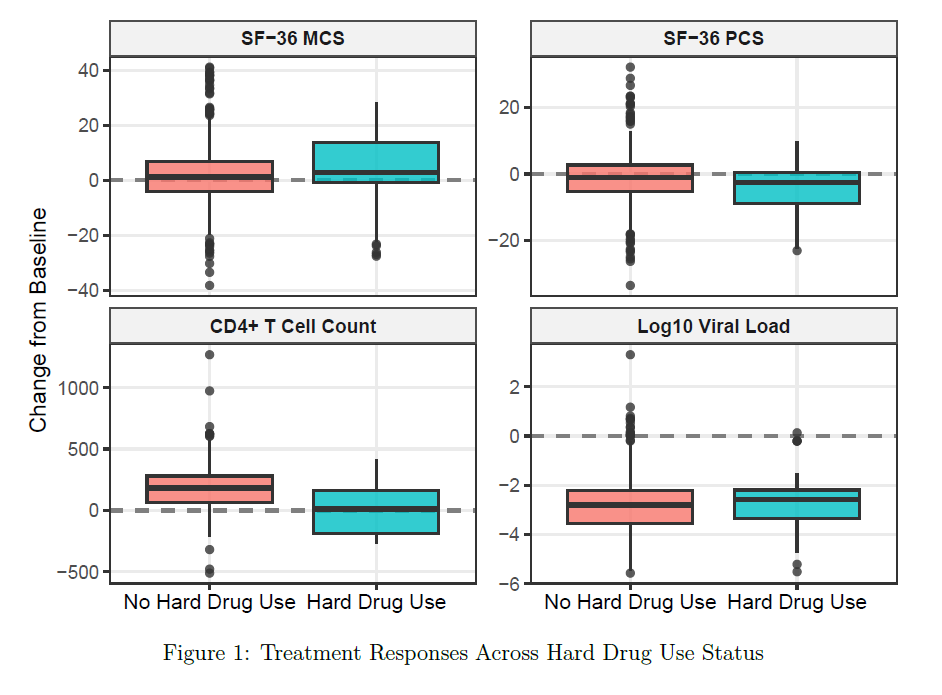 SF−36 MCS
SF−36 PCS
40
20
0
−20
−40
20
0
−20
Change from Baseline
CD4+ T Cell Count
Log10 Viral Load
1000
500
0
−500
2
0
−2
−4
−6
No Hard Drug Use Hard Drug Use
No Hard Drug Use Hard Drug Use
Figure 1: Treatment Responses Across Hard Drug Use Status